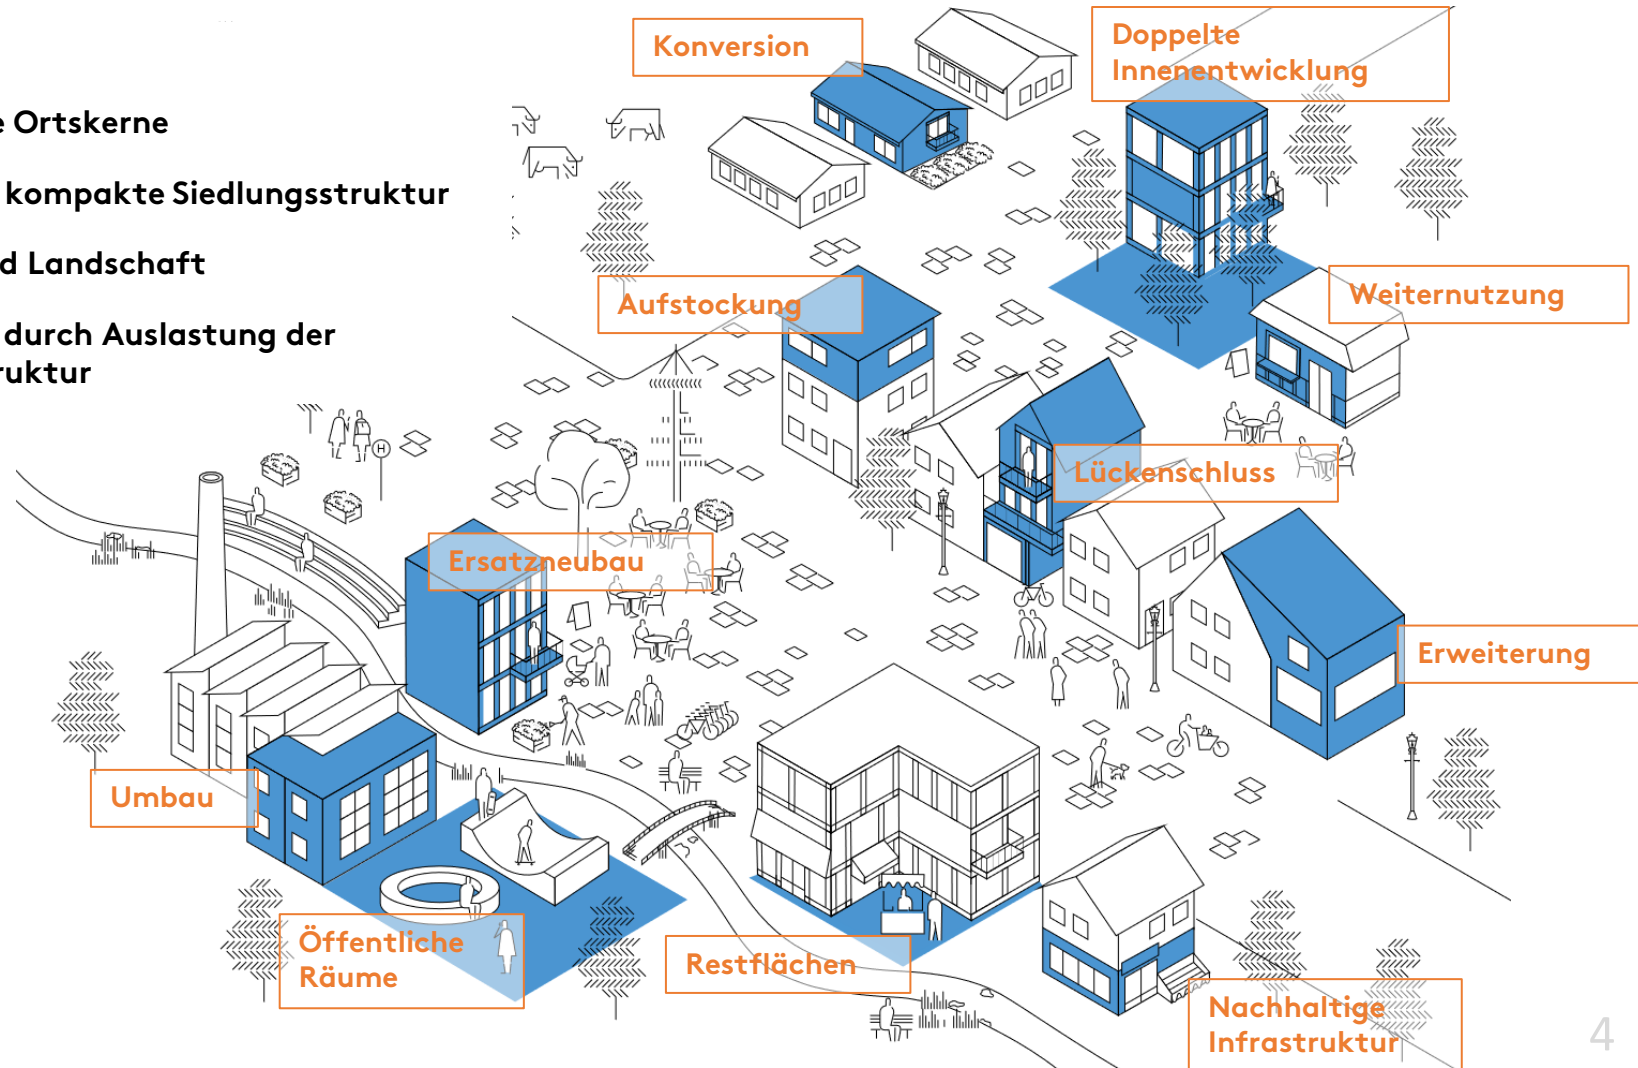 Konversion
Doppelte
Innenentwicklung
e Ortskerne
kompakte Siedlungsstruktur
d Landschaft
durch Auslastung der
ruktur
Aufstockung
Weiternutzung
H
Lückenschluss
Ersatzneubau
Erweiterung
Umbau
Öffentliche
Räume
Restflächen
Nachhaltige
Infrastruktur
4